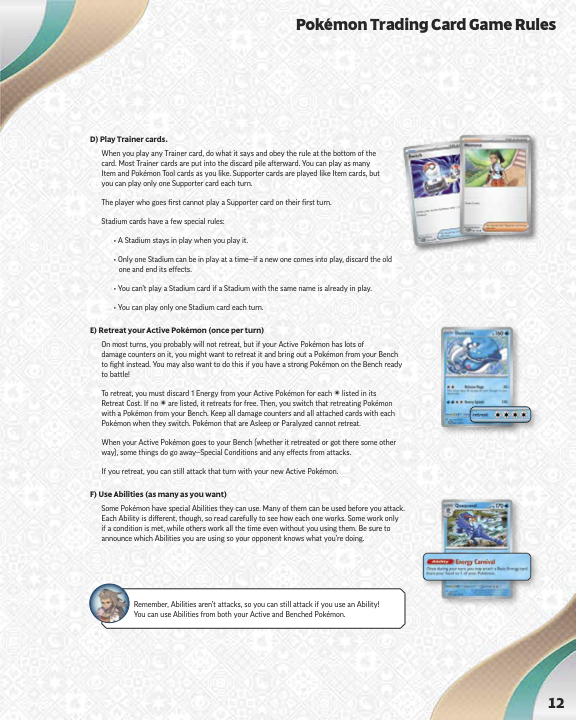 Pokémon Trading Card Game Rules
D) Play Trainer cards.
When you play any Trainer card, do what it says and obey the rule at the bottom of the
card. Most Trainer cards are put into the discard pile afterward. You can play as many
Item and Pokémon Tool cards as you like. Supporter cards are played like Item cards, but
you can play only one Supporter card each turn.
The player who goes first cannot play a Supporter card on their first turn.
Stadium cards have a few special rules:
• A Stadium stays in play when you play it.
• Only one Stadium can be in play at a time—if a new one comes into play, discard the old
one and end its effects.
• You can't play a Stadium card if a Stadium with the same name is already in play.
• You can play only one Stadium card each turn.
E) Retreat your Active Pokémon (once per turn)
On most turns, you probably will not retreat, but if your Active Pokémon has lots of
damage counters on it, you might want to retreat it and bring out a Pokémon from your Bench
to fight instead. You may also want to do this if you have a strong Pokémon on the Bench ready
to battle!
To retreat, you must discard 1 Energy from your Active Pokémon for each ✴ listed in its
Retreat Cost. If no ✴ are listed, it retreats for free. Then, you switch that retreating Pokémon
with a Pokémon from your Bench. Keep all damage counters and all attached cards with each
Pokémon when they switch. Pokémon that are Asleep or Paralyzed cannot retreat.
When your Active Pokémon goes to your Bench (whether it retreated or got there some other
way), some things do go away—Special Conditions and any effects from attacks.
If you retreat, you can still attack that turn with your new Active Pokémon.
retreat
F) Use Abilities (as many as you want)
Some Pokémon have special Abilities they can use. Many of them can be used before you attack.
Each Ability is different, though, so read carefully to see how each one works. Some work only
if a condition is met, while others work all the time even without you using them. Be sure to
announce which Abilities you are using so your opponent knows what you're doing.
Quaquaval 170
Ability Energy Carnival
Once during your turn, you may attach a Basic Energy card
from your hand to 1 of your Pokémon.
Remember, Abilities aren't attacks, so you can still attack if you use an Ability!
You can use Abilities from both your Active and Benched Pokémon.
12